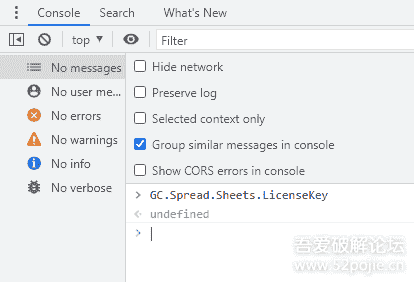 Console Search What's New
top Filter
No messages
No user me...
No errors
No warnings
No info
No verbose
Hide network
Preserve log
Selected context only
Group similar messages in console
Show CORS errors in console
> GC.Spread.Sheets.LicenseKey
undefined
>
吾爱破解论坛
www.52pojie.cn